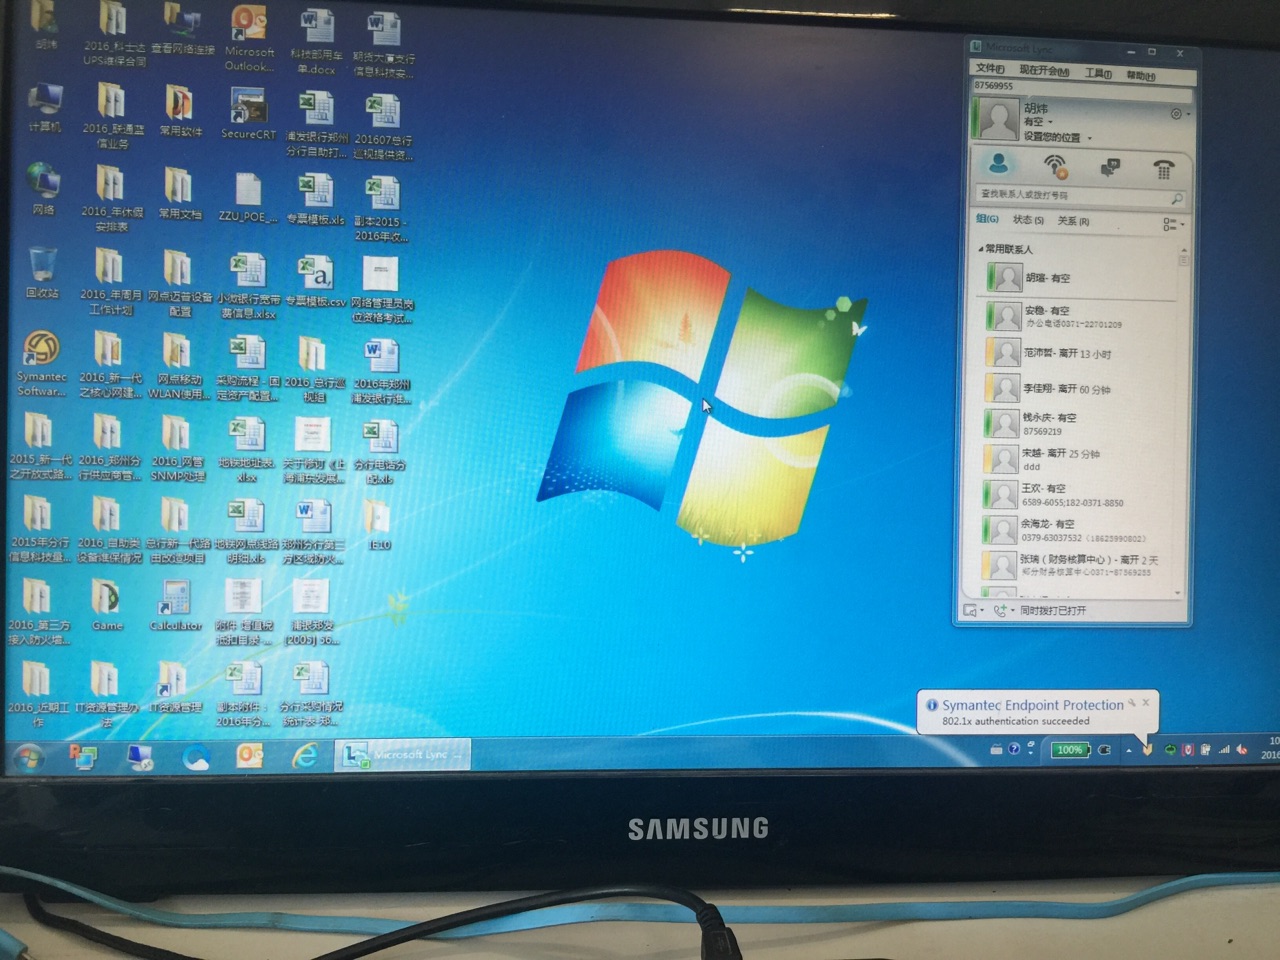 胡炜
2016_科士达
UPS维保合同
查看网络连接
Microsoft
Outlook...
科技部用车
单.docx
期货大厦支行
信息科技安...
计算机
2016_联通蓝
信业务
常用软件
SecureCRT
浦发银行郑州
分行自助打...
201607总行
巡视提供资...
网络
2016_年休假
安排表
常用文档
ZZU_POE_...
专票模板.xls
副本2015 -
2016年农...
回收站
2016_年周月
工作计划
网点迈普设备
配置
小微银行宽带
费信息.xlsx
专票模板.csv
网络管理员岗
位资格考试...
Symantec
Softwar...
2016_新一代
之核心网建...
网点移动
WLAN使用...
采购流程 - 固
定资产配置...
2016_总行巡
视组
2016年郑州
浦发银行准...
2015_新一代
之开放式路...
2016_郑州分
行供应商管...
2016_网管
SNMP处理
地铁地址表.
xlsx
关于修订《上
海浦东发展...
分行电话分
配.xls
2015年分行
信息科技量...
2016_自助类
设备维保情况
总行新一代路
由改造项目
地铁网点线路
明细.xls
郑州分行第三
方区域防火...
IE10
2016_第三方
接入防火墙...
Game
Calculator
附件 增值税
抵扣目录 -...
浦银郑发
[2005] 56...
2016_近期工
作
IT资源管理办
法
IT资源管理
副本附件：
2016年分...
分行采购情况
统计表-郑...
Microsoft Lync
文件(F) 现在开会(M) 工具(T) 帮助(H)
87569955
胡炜
有空
设置您的位置
查找联系人或拨打号码
组(G) 状态(S) 关系(R)
常用联系人
胡瑞- 有空
安稳- 有空
办公电话0371-22701209
范沛哲- 离开 13 小时
李佳翔- 离开 60 分钟
钱永庆- 有空
87569219
宋越- 离开 25 分钟
ddd
王欢- 有空
6589-6055;182-0371-8850
余海龙- 有空
0379-63037532（18625990802）
张瑞（财务核算中心）- 离开 2 天
郑分财务核算中心0371-87569255
同时拨打已打开
Symantec Endpoint Protection
802.1x authentication succeeded
Microsoft Lync ...
100%
10
2016
SAMSUNG